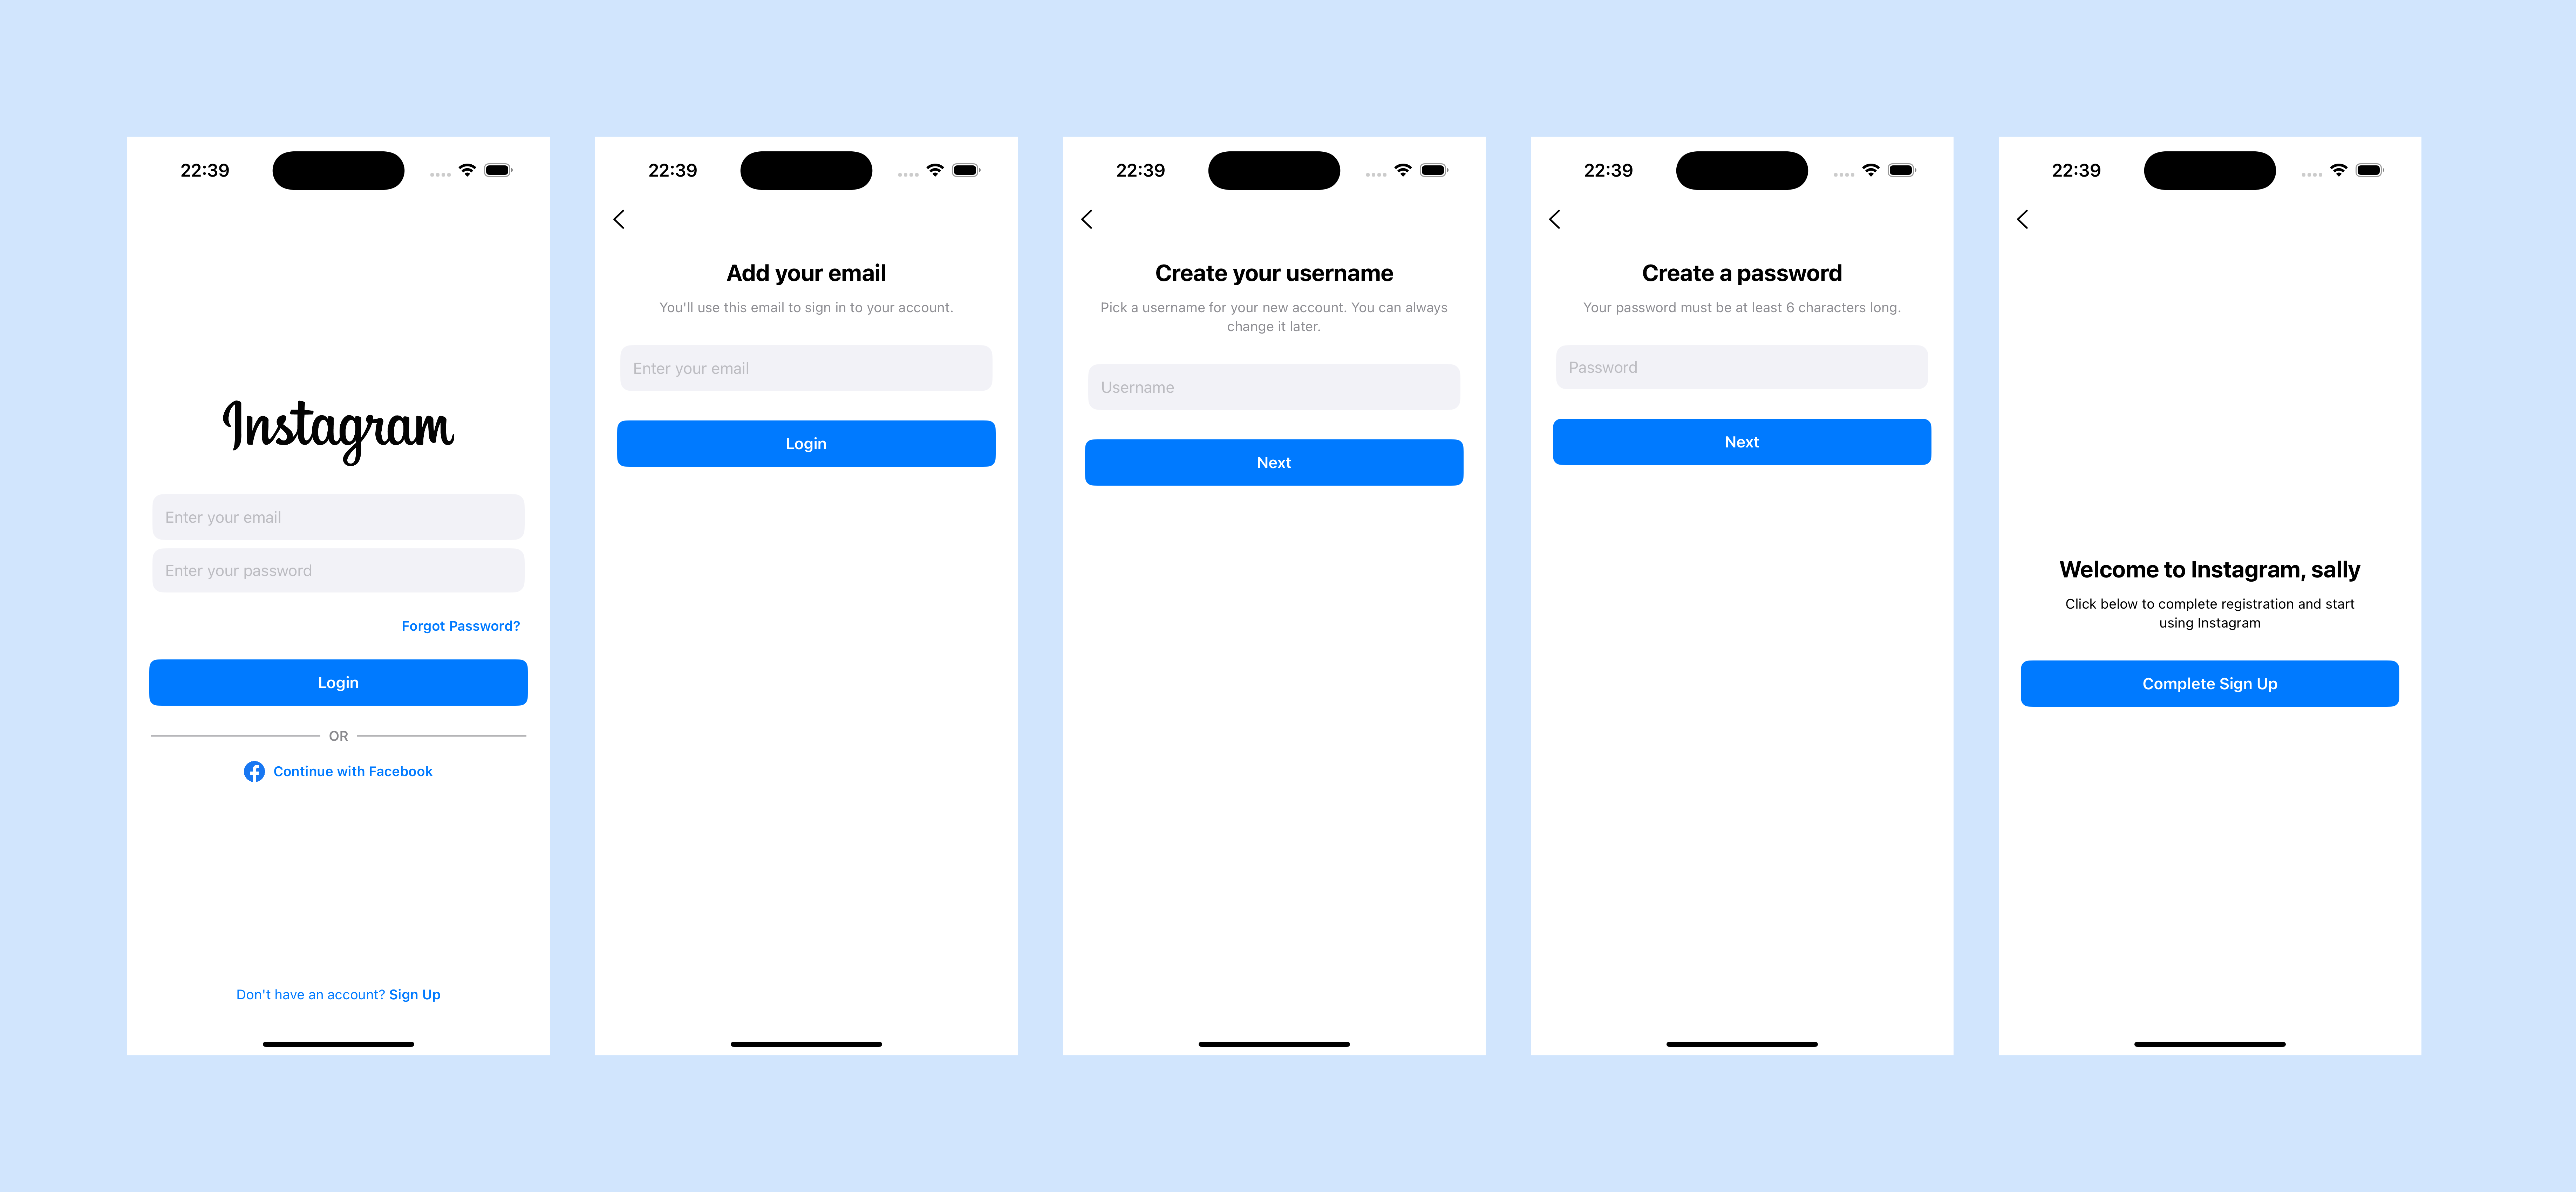 22:39
Instagram
Enter your email
Enter your password
Forgot Password?
Login
OR
Continue with Facebook
Don't have an account? Sign Up
22:39
Add your email
You'll use this email to sign in to your account.
Enter your email
Login
22:39
Create your username
Pick a username for your new account. You can always
change it later.
Username
Next
22:39
Create a password
Your password must be at least 6 characters long.
Password
Next
22:39
Welcome to Instagram, sally
Click below to complete registration and start
using Instagram
Complete Sign Up